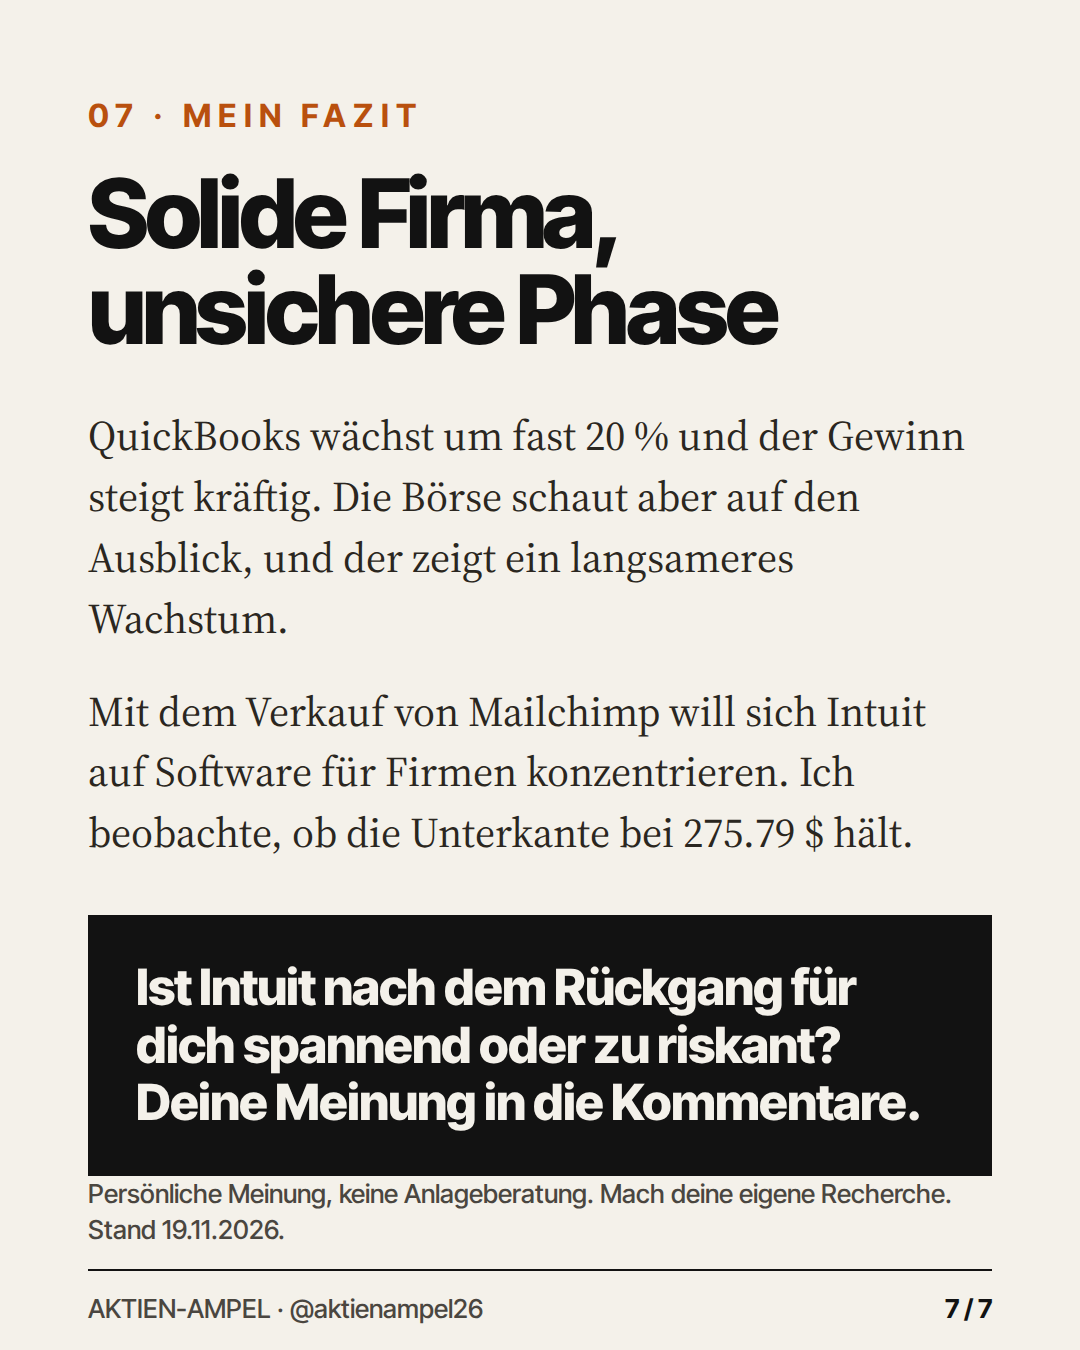 07 · MEIN FAZIT
Solide Firma,
unsichere Phase
QuickBooks wächst um fast 20 % und der Gewinn
steigt kräftig. Die Börse schaut aber auf den
Ausblick, und der zeigt ein langsameres
Wachstum.
Mit dem Verkauf von Mailchimp will sich Intuit
auf Software für Firmen konzentrieren. Ich
beobachte, ob die Unterkante bei 275.79 $ hält.
Ist Intuit nach dem Rückgang für
dich spannend oder zu riskant?
Deine Meinung in die Kommentare.
Persönliche Meinung, keine Anlageberatung. Mach deine eigene Recherche.
Stand 19.11.2026.
AKTIEN-AMPEL · @aktienampel26
7/7